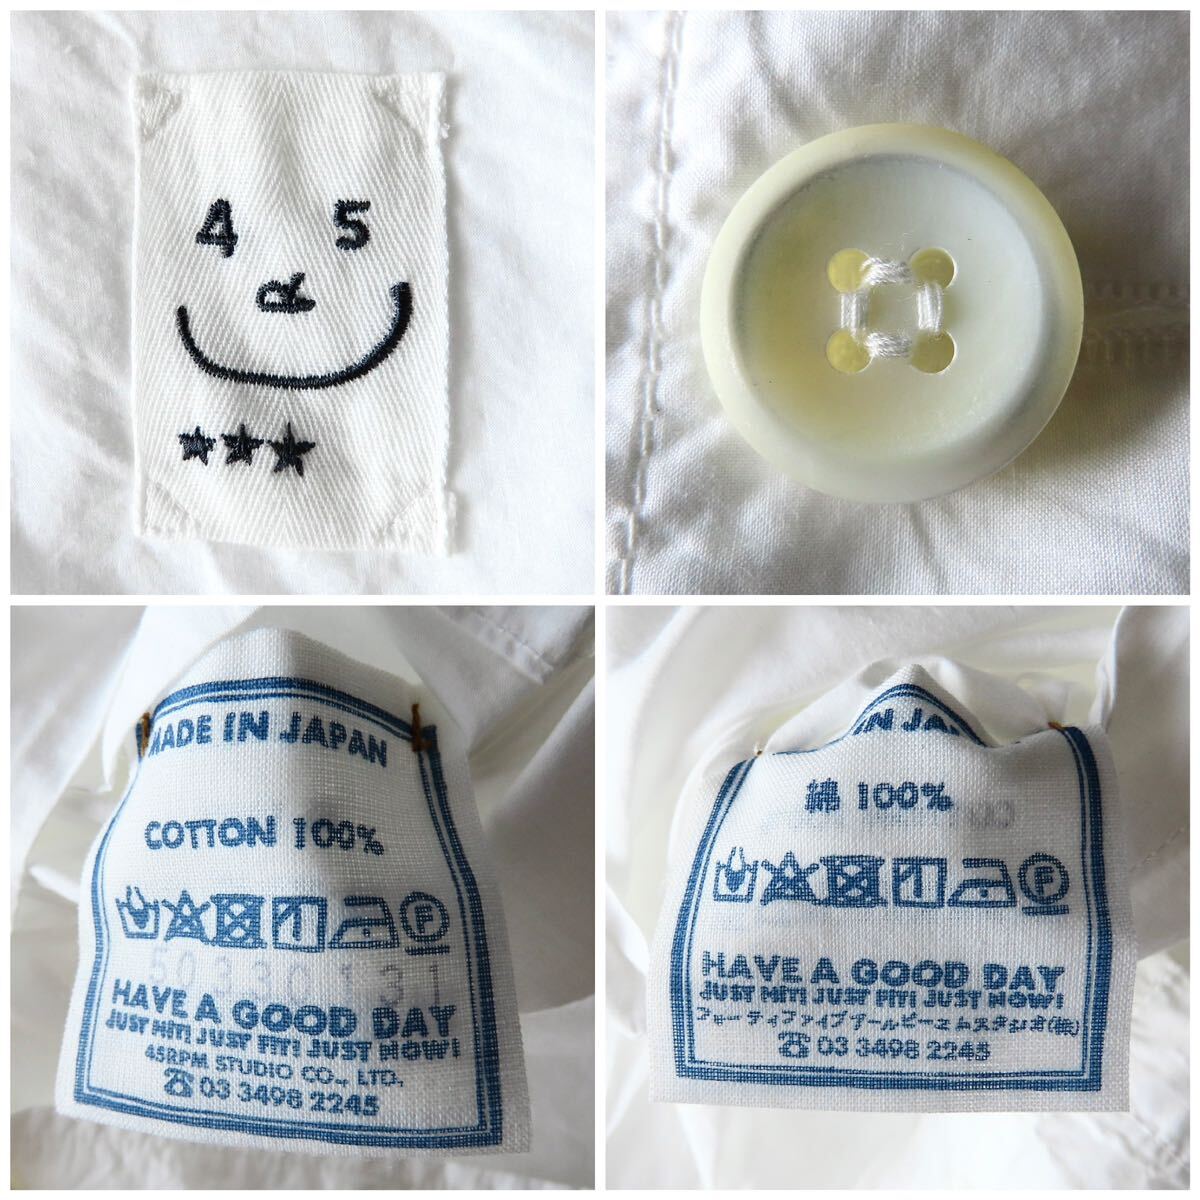 4 5
R
MADE IN JAPAN
COTTON 100%
F
50330131
HAVE A GOOD DAY
JUST MIT! JUST FIT! JUST NOW!
45RPM STUDIO CO., LTD.
☎ 03 3498 2245
IN JA
綿 100%
F
HAVE A GOOD DAY
JUST MIT! JUST FIT! JUST NOW!
フォーティファイブアールピーエムスタジオ(株)
☎ 03 3498 2245